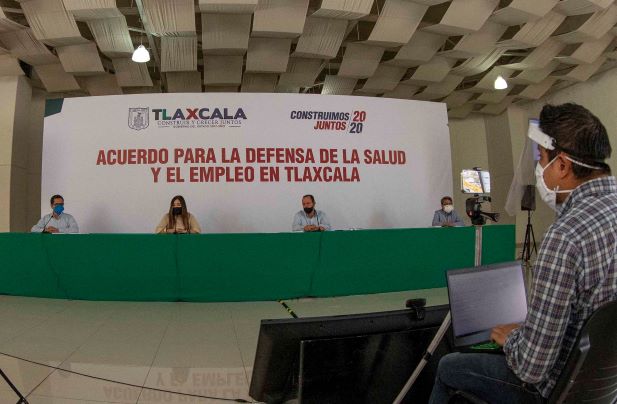 TLAXCALA
CONSTRUIR Y CRECER JUNTOS
CONSTRUIMOS 20
JUNTOS 20
ACUERDO PARA LA DEFENSA DE LA SALUD
Y EL EMPLEO EN TLAXCALA